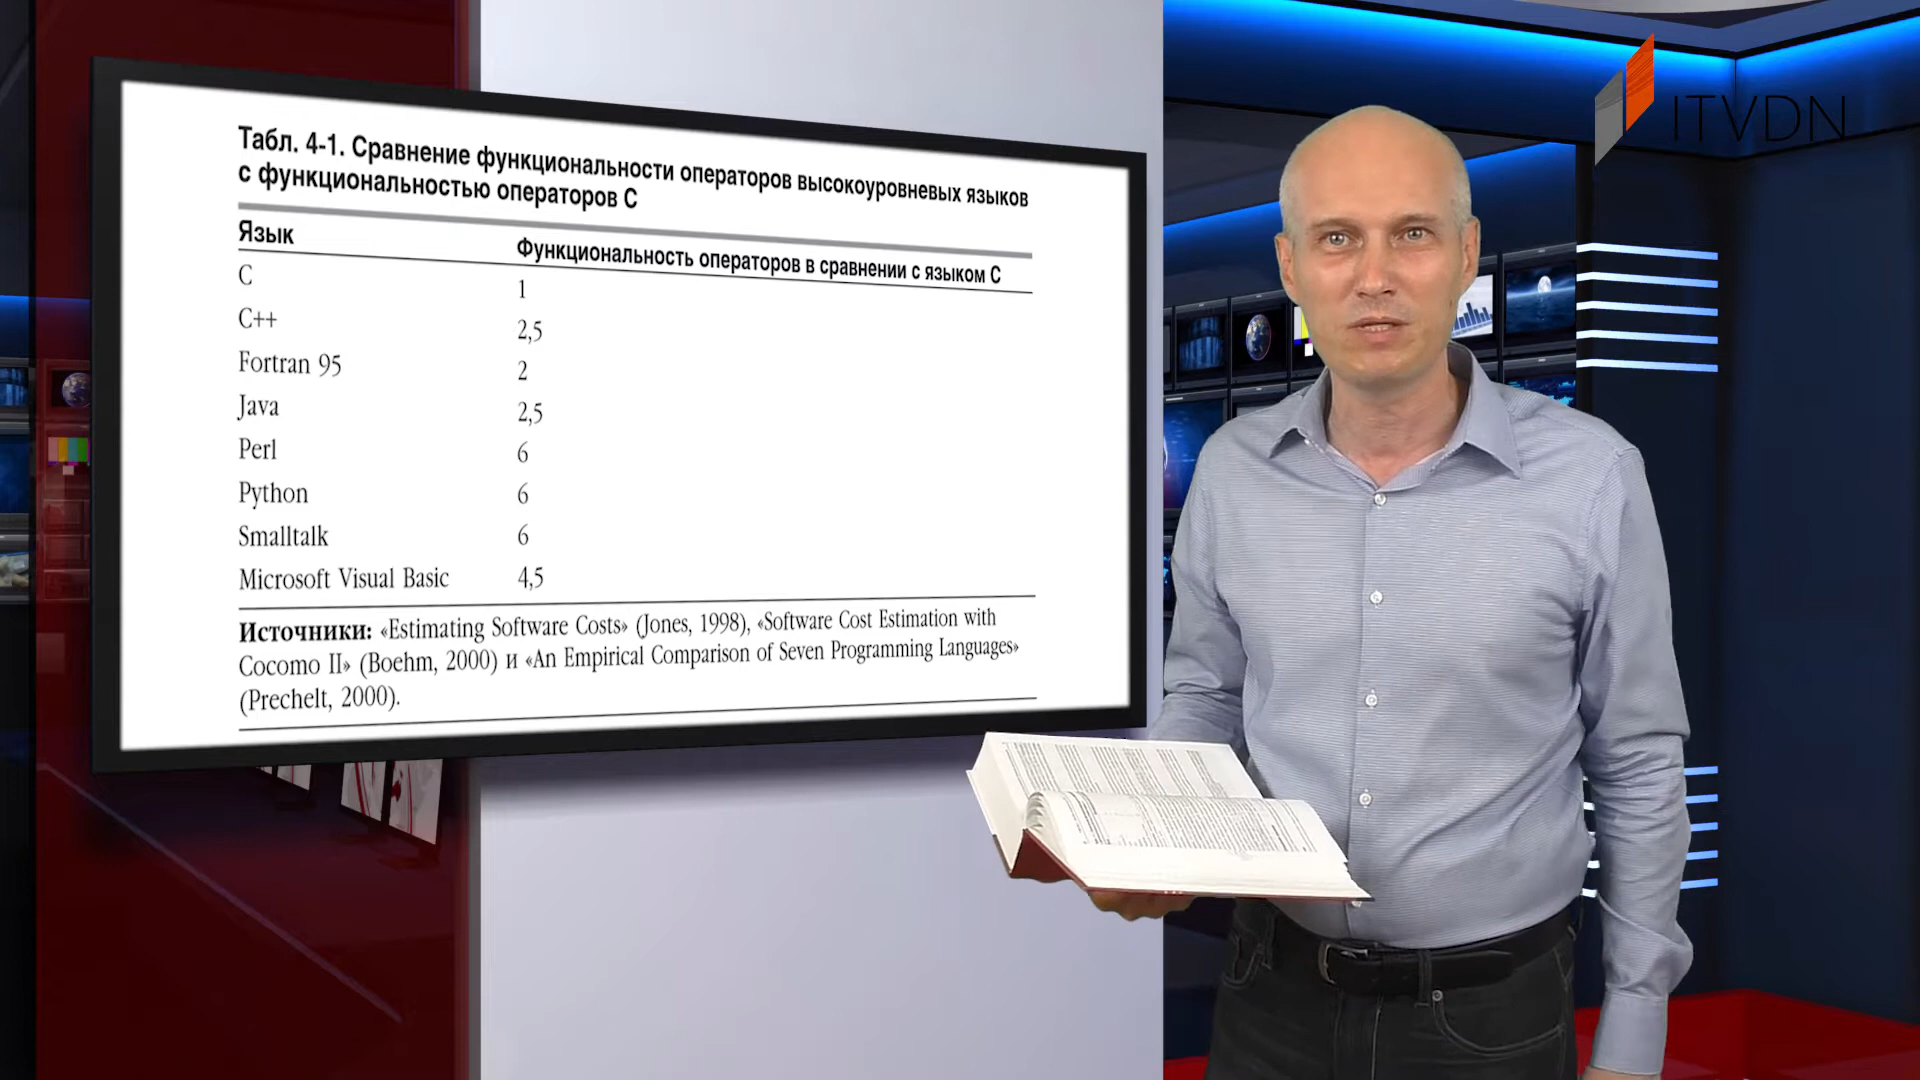 ITVDN
Табл. 4-1. Сравнение функциональности операторов высокоуровневых языков
с функциональностью операторов С
Язык Функциональность операторов в сравнении с языком С
C 1
C++ 2,5
Fortran 95 2
Java 2,5
Perl 6
Python 6
Smalltalk 6
Microsoft Visual Basic 4,5
Источники: «Estimating Software Costs» (Jones, 1998), «Software Cost Estimation with
Cocomo II» (Boehm, 2000) и «An Empirical Comparison of Seven Programming Languages»
(Prechelt, 2000).